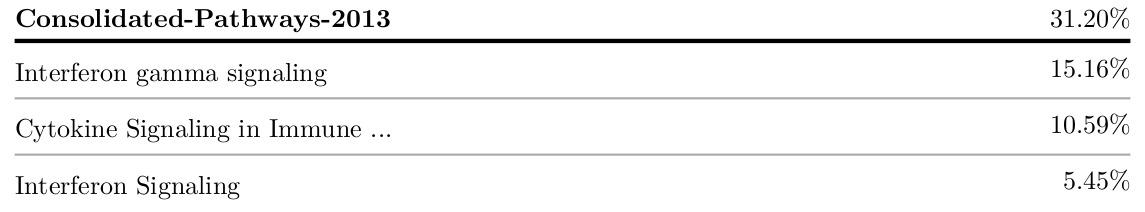 Consolidated-Pathways-2013 31.20%
Interferon gamma signaling 15.16%
Cytokine Signaling in Immune ... 10.59%
Interferon Signaling 5.45%